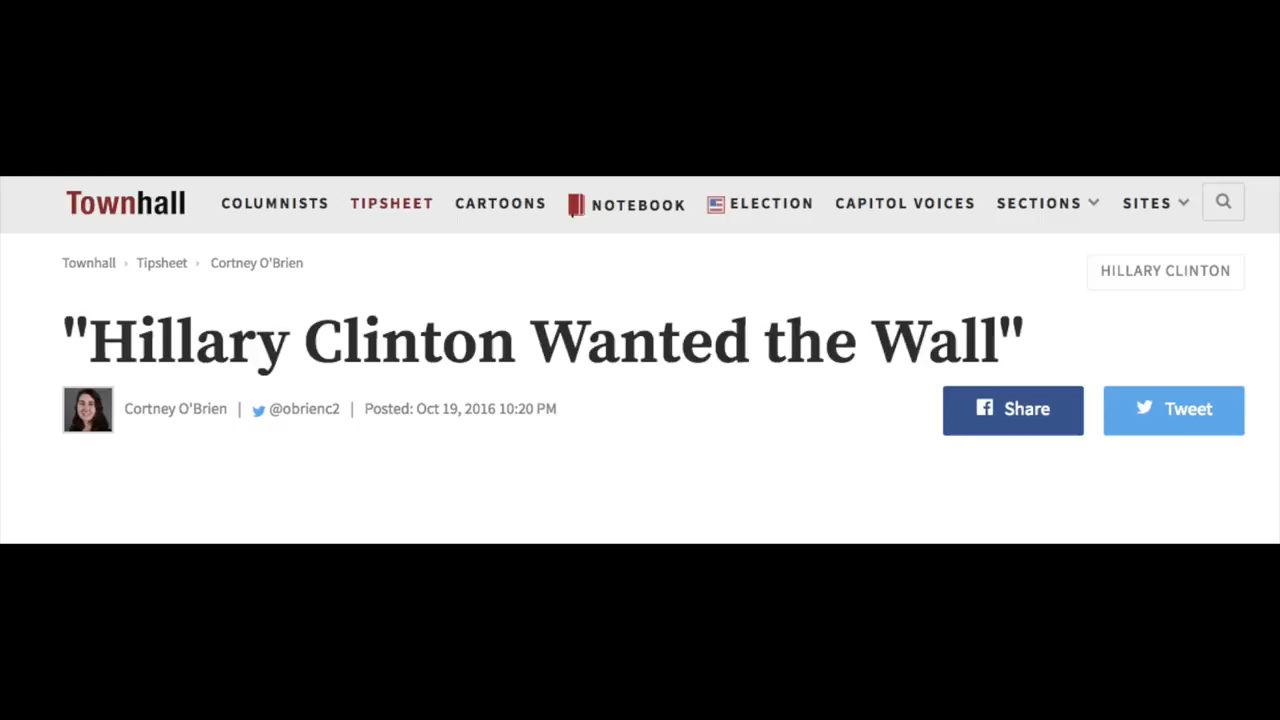 Townhall COLUMNISTS TIPSHEET CARTOONS NOTEBOOK ELECTION CAPITOL VOICES SECTIONS SITES
Townhall › Tipsheet › Cortney O'Brien
HILLARY CLINTON
"Hillary Clinton Wanted the Wall"
Cortney O'Brien | @obrienc2 | Posted: Oct 19, 2016 10:20 PM
Share Tweet